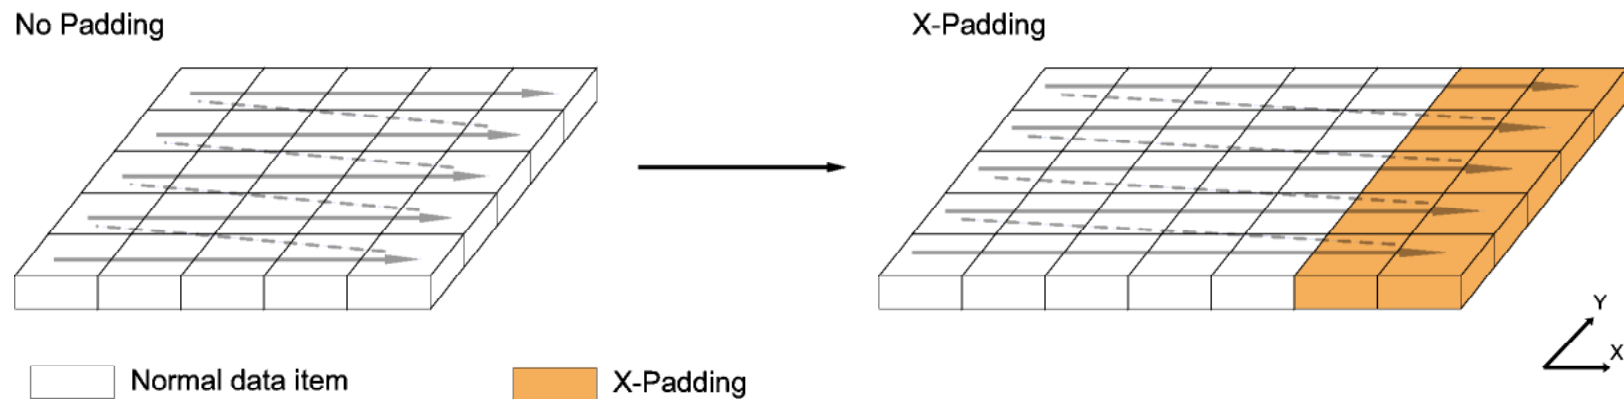 No Padding
X-Padding
Y
X
Normal data item
X-Padding